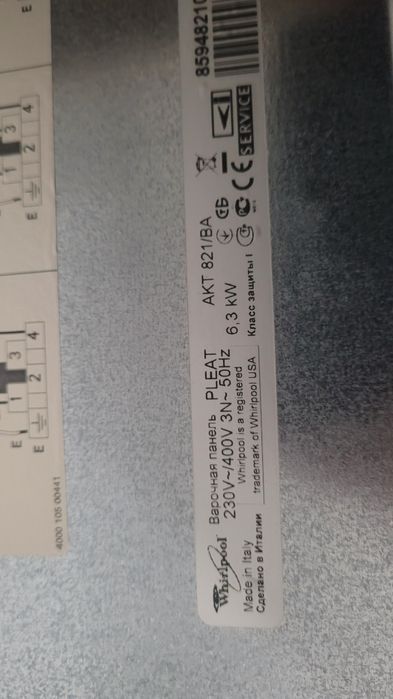 Whirlpool
Made in Italy
Сделано в Италии
Варочная панель PLEAT
230V~/400V 3N~ 50Hz
Whirlpool is a registered
trademark of Whirlpool USA
AKT 821/BA
6,3 kW
Класс защиты I
CE
SERVICE
8594821
4000 105 00441
E 1 3
E 2 4
1 3
E 2 4
E